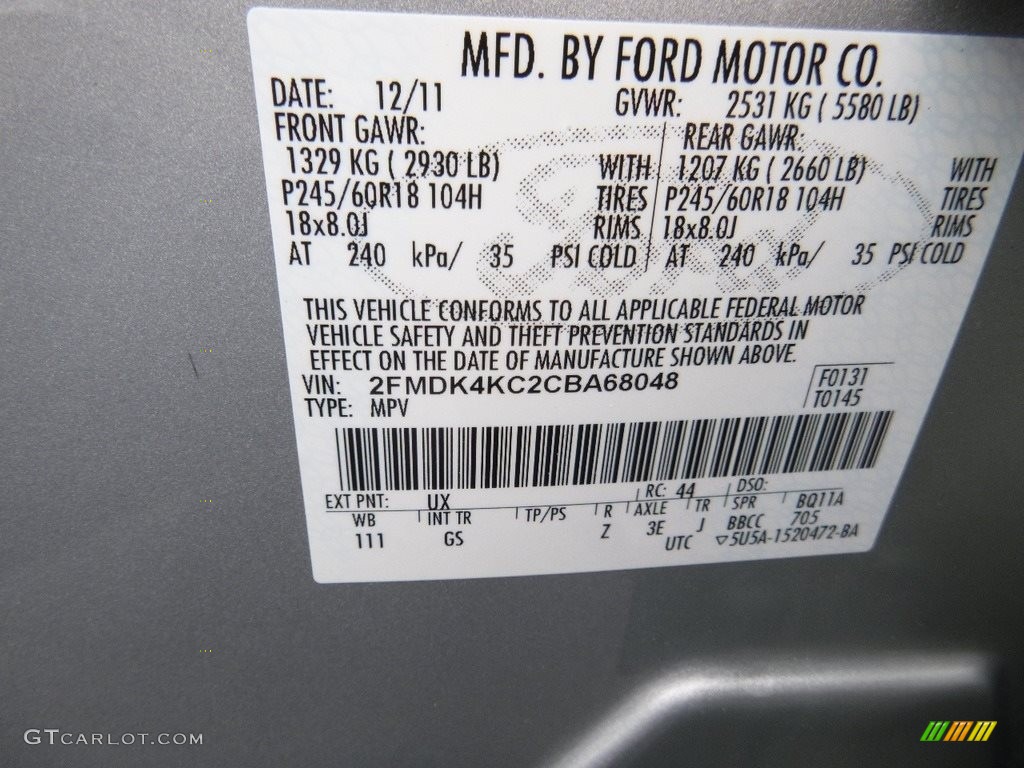 MFD. BY FORD MOTOR CO.
DATE: 12/11 GVWR: 2531 KG ( 5580 LB)
FRONT GAWR: REAR GAWR:
1329 KG ( 2930 LB) WITH 1207 KG ( 2660 LB) WITH
P245/60R18 104H TIRES P245/60R18 104H TIRES
18x8.0J RIMS 18x8.0J RIMS
AT 240 kPa/ 35 PSI COLD AT 240 kPa/ 35 PSI COLD
THIS VEHICLE CONFORMS TO ALL APPLICABLE FEDERAL MOTOR
VEHICLE SAFETY AND THEFT PREVENTION STANDARDS IN
EFFECT ON THE DATE OF MANUFACTURE SHOWN ABOVE.
VIN: 2FMDK4KC2CBA68048 F0131
TYPE: MPV T0145
EXT PNT: UX RC: 44 DSO:
WB INT TR TP/PS R AXLE TR SPR BQ11A
111 GS Z 3E J BBCC 705
UTC ▽5U5A-1520472-BA
GTCARLOT.COM